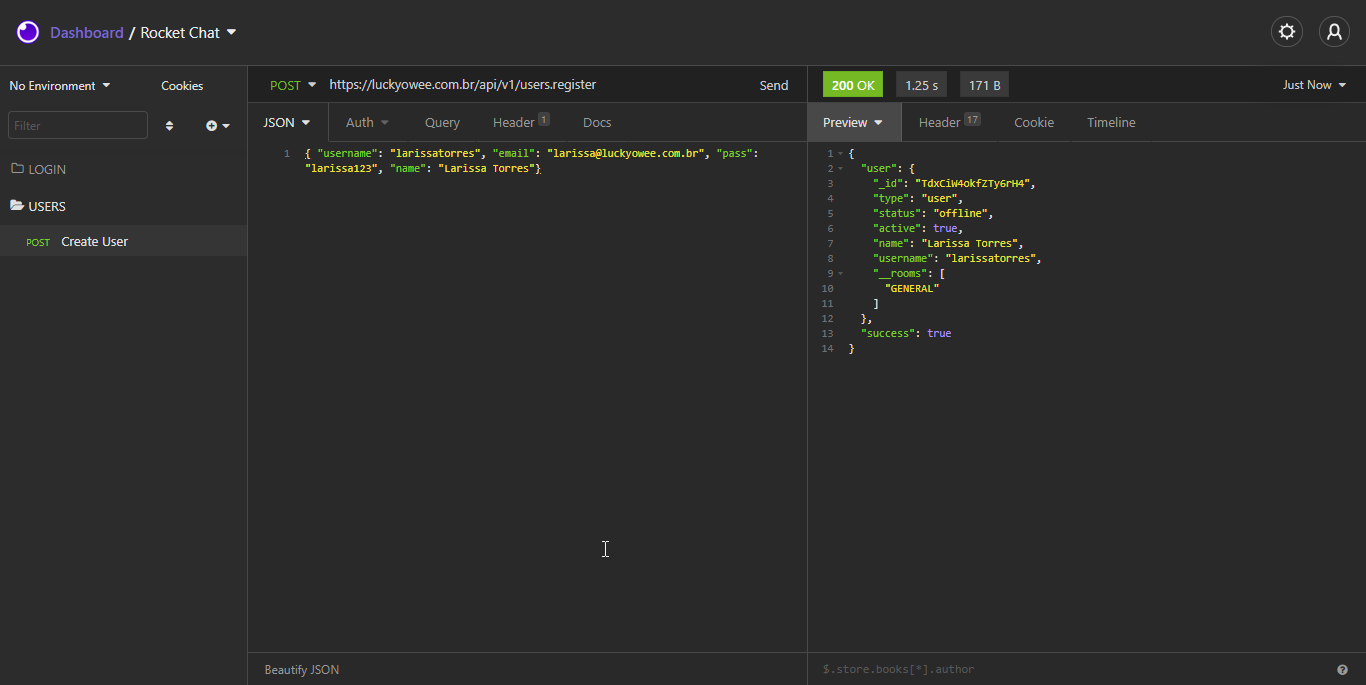 Dashboard / Rocket Chat
No Environment
Cookies
Filter
LOGIN
USERS
POST Create User
POST https://luckyowee.com.br/api/v1/users.register Send
JSON Auth Query Header 1 Docs
1 { "username": "larissatorres", "email": "larissa@luckyowee.com.br", "pass":
"larissa123", "name": "Larissa Torres"}
Beautify JSON
200 OK 1.25 s 171 B Just Now
Preview Header 17 Cookie Timeline
1 {
2 "user": {
3 "_id": "TdxCiW4okfZTy6rH4",
4 "type": "user",
5 "status": "offline",
6 "active": true,
7 "name": "Larissa Torres",
8 "username": "larissatorres",
9 "__rooms": [
10 "GENERAL"
11 ]
12 },
13 "success": true
14 }
$.store.books[*].author